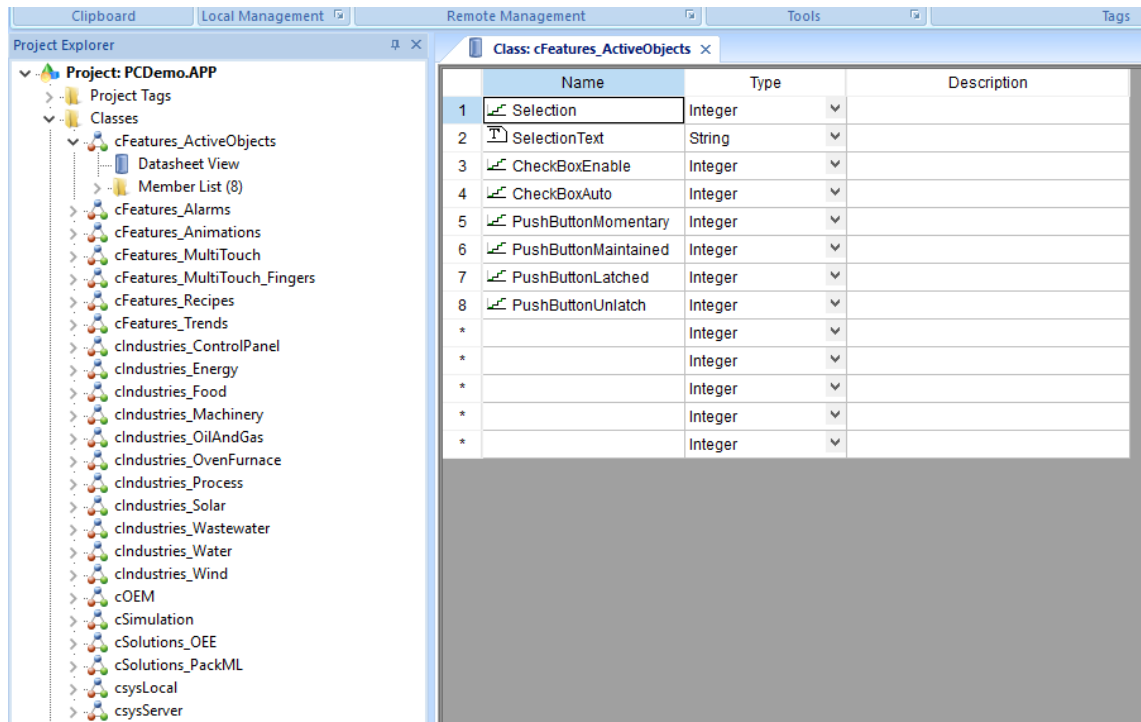 Clipboard Local Management Remote Management Tools Tags
Project Explorer
Project: PCDemo.APP
Project Tags
Classes
cFeatures_ActiveObjects
Datasheet View
Member List (8)
cFeatures_Alarms
cFeatures_Animations
cFeatures_MultiTouch
cFeatures_MultiTouch_Fingers
cFeatures_Recipes
cFeatures_Trends
cIndustries_ControlPanel
cIndustries_Energy
cIndustries_Food
cIndustries_Machinery
cIndustries_OilAndGas
cIndustries_OvenFurnace
cIndustries_Process
cIndustries_Solar
cIndustries_Wastewater
cIndustries_Water
cIndustries_Wind
cOEM
cSimulation
cSolutions_OEE
cSolutions_PackML
csysLocal
csysServer
Class: cFeatures_ActiveObjects
Name Type Description
1 Selection Integer
2 T SelectionText String
3 CheckBoxEnable Integer
4 CheckBoxAuto Integer
5 PushButtonMomentary Integer
6 PushButtonMaintained Integer
7 PushButtonLatched Integer
8 PushButtonUnlatch Integer
* Integer
* Integer
* Integer
* Integer
* Integer